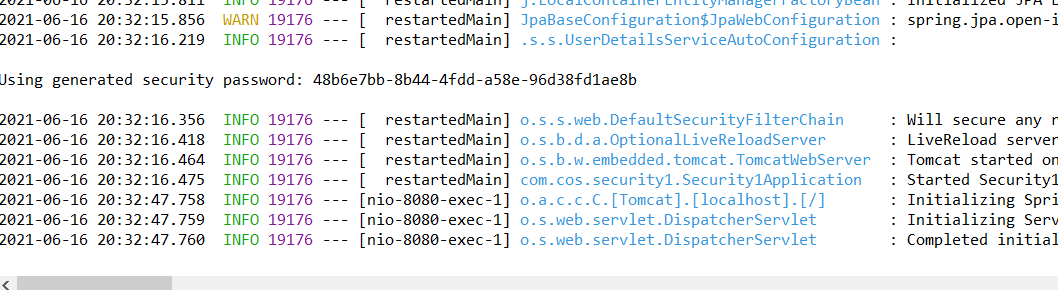 2021-06-16 20:32:15.811 INFO 19176 --- [ restartedMain] j.LocalContainerEntityManagerFactoryBean : Initialized JPA
2021-06-16 20:32:15.856 WARN 19176 --- [ restartedMain] JpaBaseConfiguration$JpaWebConfiguration : spring.jpa.open-i
2021-06-16 20:32:16.219 INFO 19176 --- [ restartedMain] .s.s.UserDetailsServiceAutoConfiguration :
Using generated security password: 48b6e7bb-8b44-4fdd-a58e-96d38fd1ae8b
2021-06-16 20:32:16.356 INFO 19176 --- [ restartedMain] o.s.s.web.DefaultSecurityFilterChain : Will secure any r
2021-06-16 20:32:16.418 INFO 19176 --- [ restartedMain] o.s.b.d.a.OptionalLiveReloadServer : LiveReload server
2021-06-16 20:32:16.464 INFO 19176 --- [ restartedMain] o.s.b.w.embedded.tomcat.TomcatWebServer : Tomcat started on
2021-06-16 20:32:16.475 INFO 19176 --- [ restartedMain] com.cos.security1.Security1Application : Started Security1
2021-06-16 20:32:47.758 INFO 19176 --- [nio-8080-exec-1] o.a.c.c.C.[Tomcat].[localhost].[/] : Initializing Spri
2021-06-16 20:32:47.759 INFO 19176 --- [nio-8080-exec-1] o.s.web.servlet.DispatcherServlet : Initializing Serv
2021-06-16 20:32:47.760 INFO 19176 --- [nio-8080-exec-1] o.s.web.servlet.DispatcherServlet : Completed initial